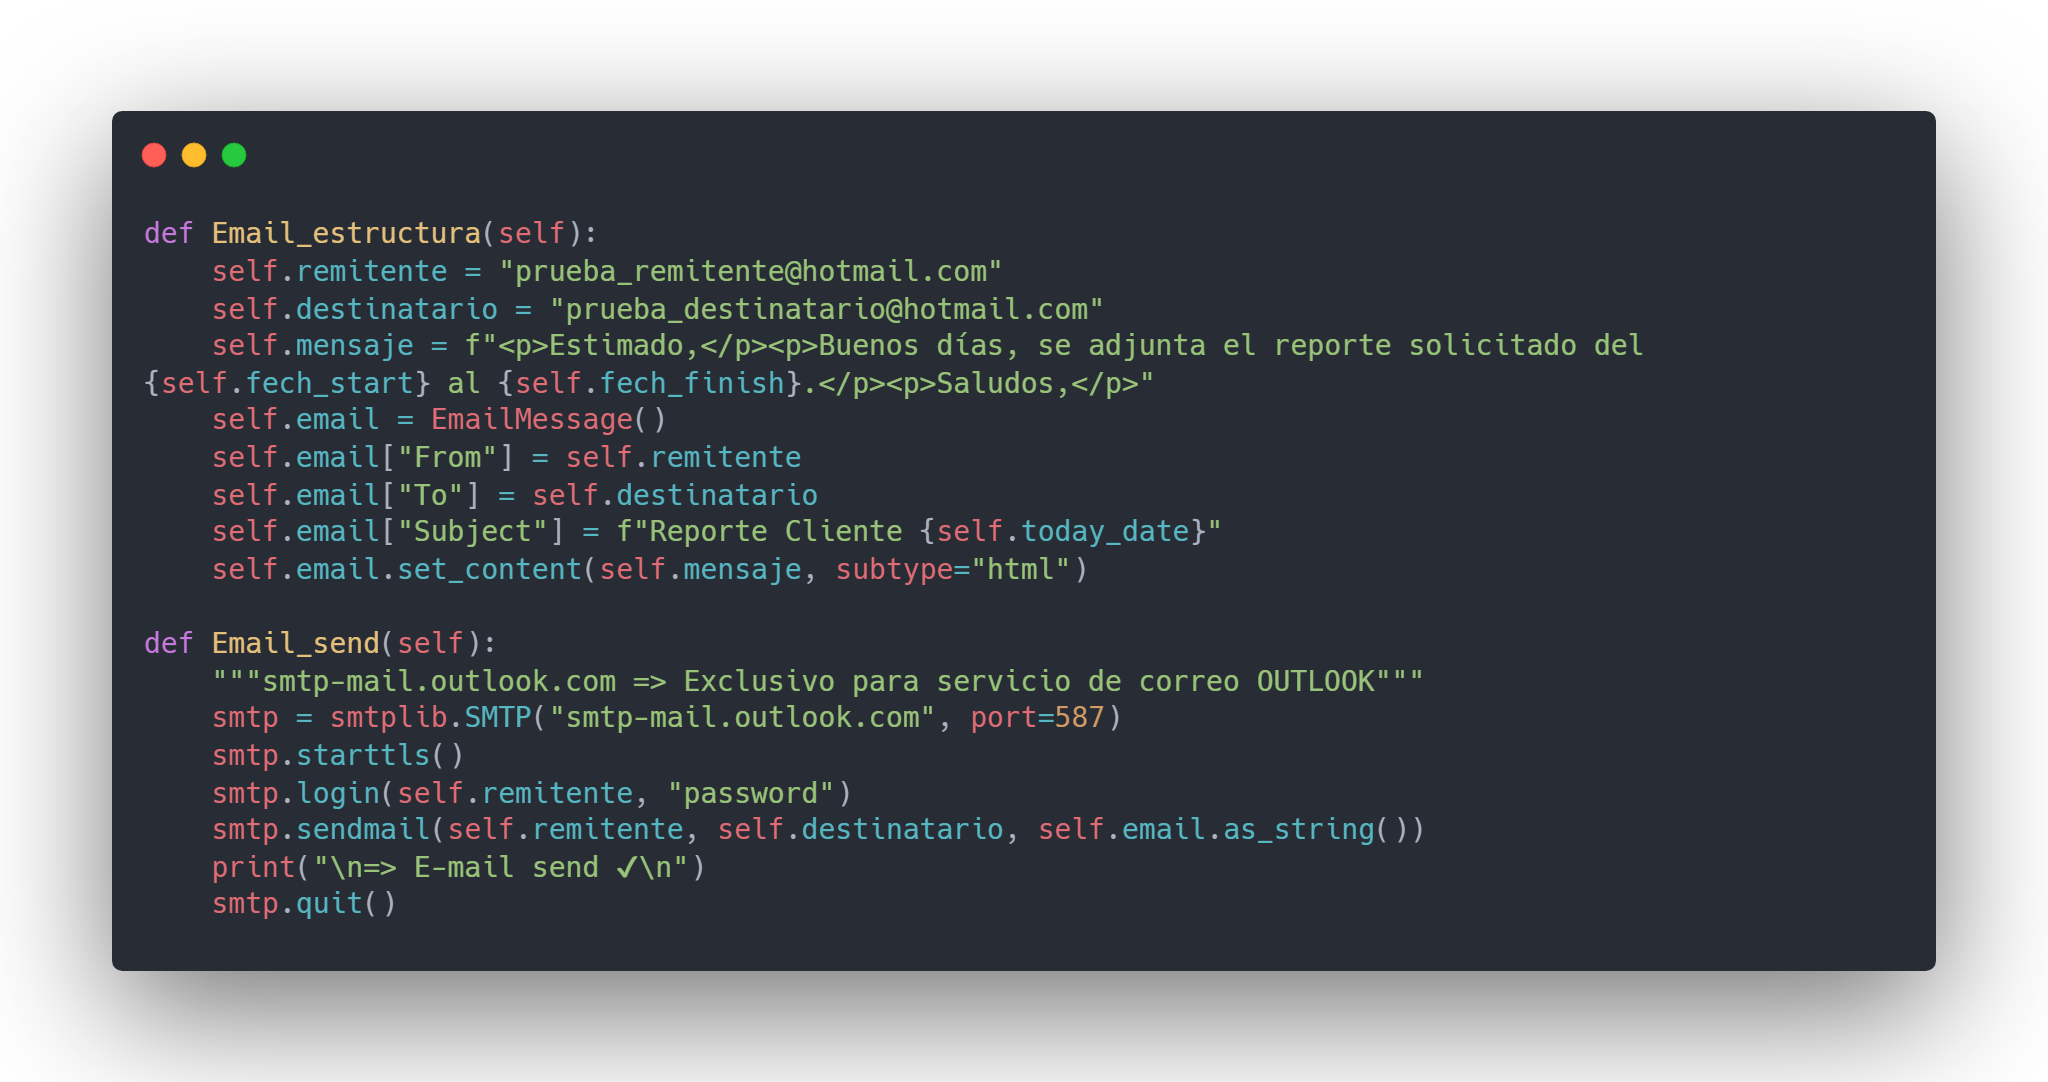 def Email_estructura(self):
    self.remitente = "prueba_remitente@hotmail.com"
    self.destinatario = "prueba_destinatario@hotmail.com"
    self.mensaje = f"<p>Estimado,</p><p>Buenos días, se adjunta el reporte solicitado del
{self.fech_start} al {self.fech_finish}.</p><p>Saludos,</p>"
    self.email = EmailMessage()
    self.email["From"] = self.remitente
    self.email["To"] = self.destinatario
    self.email["Subject"] = f"Reporte Cliente {self.today_date}"
    self.email.set_content(self.mensaje, subtype="html")

def Email_send(self):
    """smtp-mail.outlook.com => Exclusivo para servicio de correo OUTLOOK"""
    smtp = smtplib.SMTP("smtp-mail.outlook.com", port=587)
    smtp.starttls()
    smtp.login(self.remitente, "password")
    smtp.sendmail(self.remitente, self.destinatario, self.email.as_string())
    print("\n=> E-mail send ✓\n")
    smtp.quit()